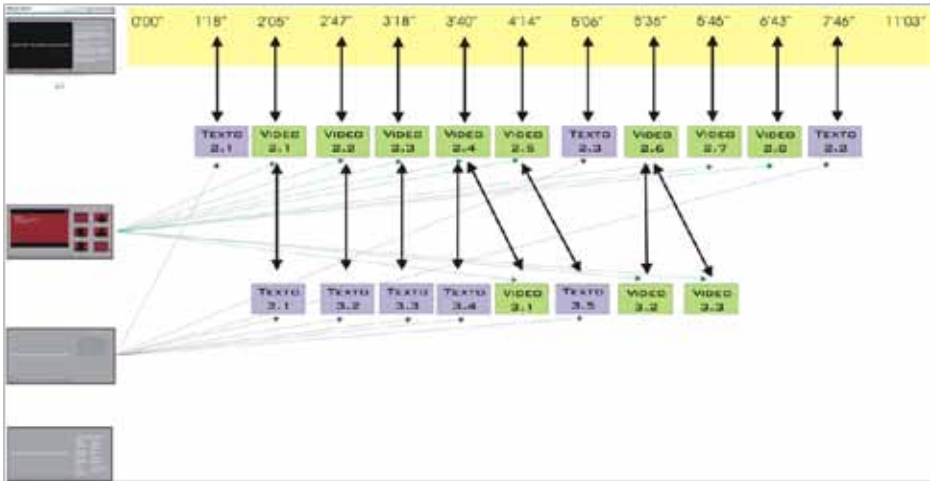 0'00" 1'18" 2'05" 2'47" 3'18" 3'40" 4'14" 5'06" 5'36" 5'45" 6'43" 7'46" 11'03"
TEXTO 2.1
VIDEO 2.1
VIDEO 2.2
VIDEO 2.3
VIDEO 2.4
VIDEO 2.5
TEXTO 2.3
VIDEO 2.6
VIDEO 2.7
VIDEO 2.8
TEXTO 2.2
TEXTO 3.1
TEXTO 3.2
TEXTO 3.3
TEXTO 3.4
VIDEO 3.1
TEXTO 3.5
VIDEO 3.2
VIDEO 3.3